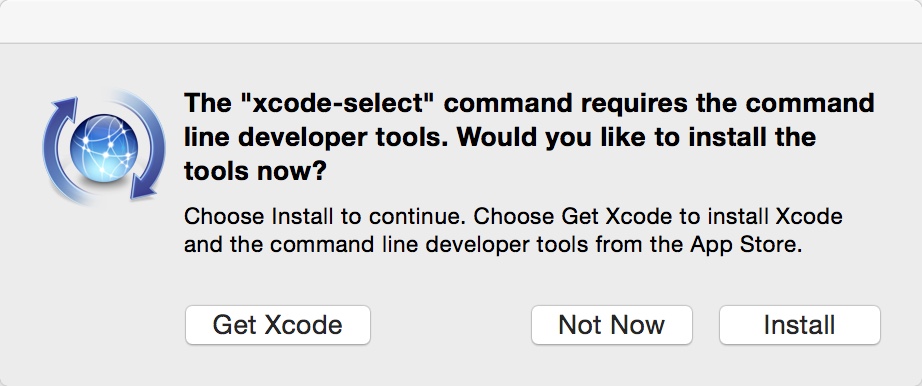 The "xcode-select" command requires the command
line developer tools. Would you like to install the
tools now?
Choose Install to continue. Choose Get Xcode to install Xcode
and the command line developer tools from the App Store.
Get Xcode Not Now Install